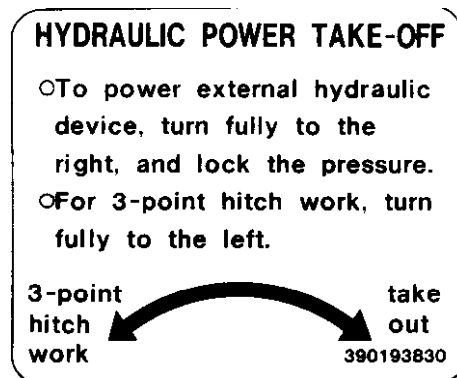 HYDRAULIC POWER TAKE-OFF
○To power external hydraulic
device, turn fully to the
right, and lock the pressure.
○For 3-point hitch work, turn
fully to the left.
3-point
hitch
work
take
out
390193830